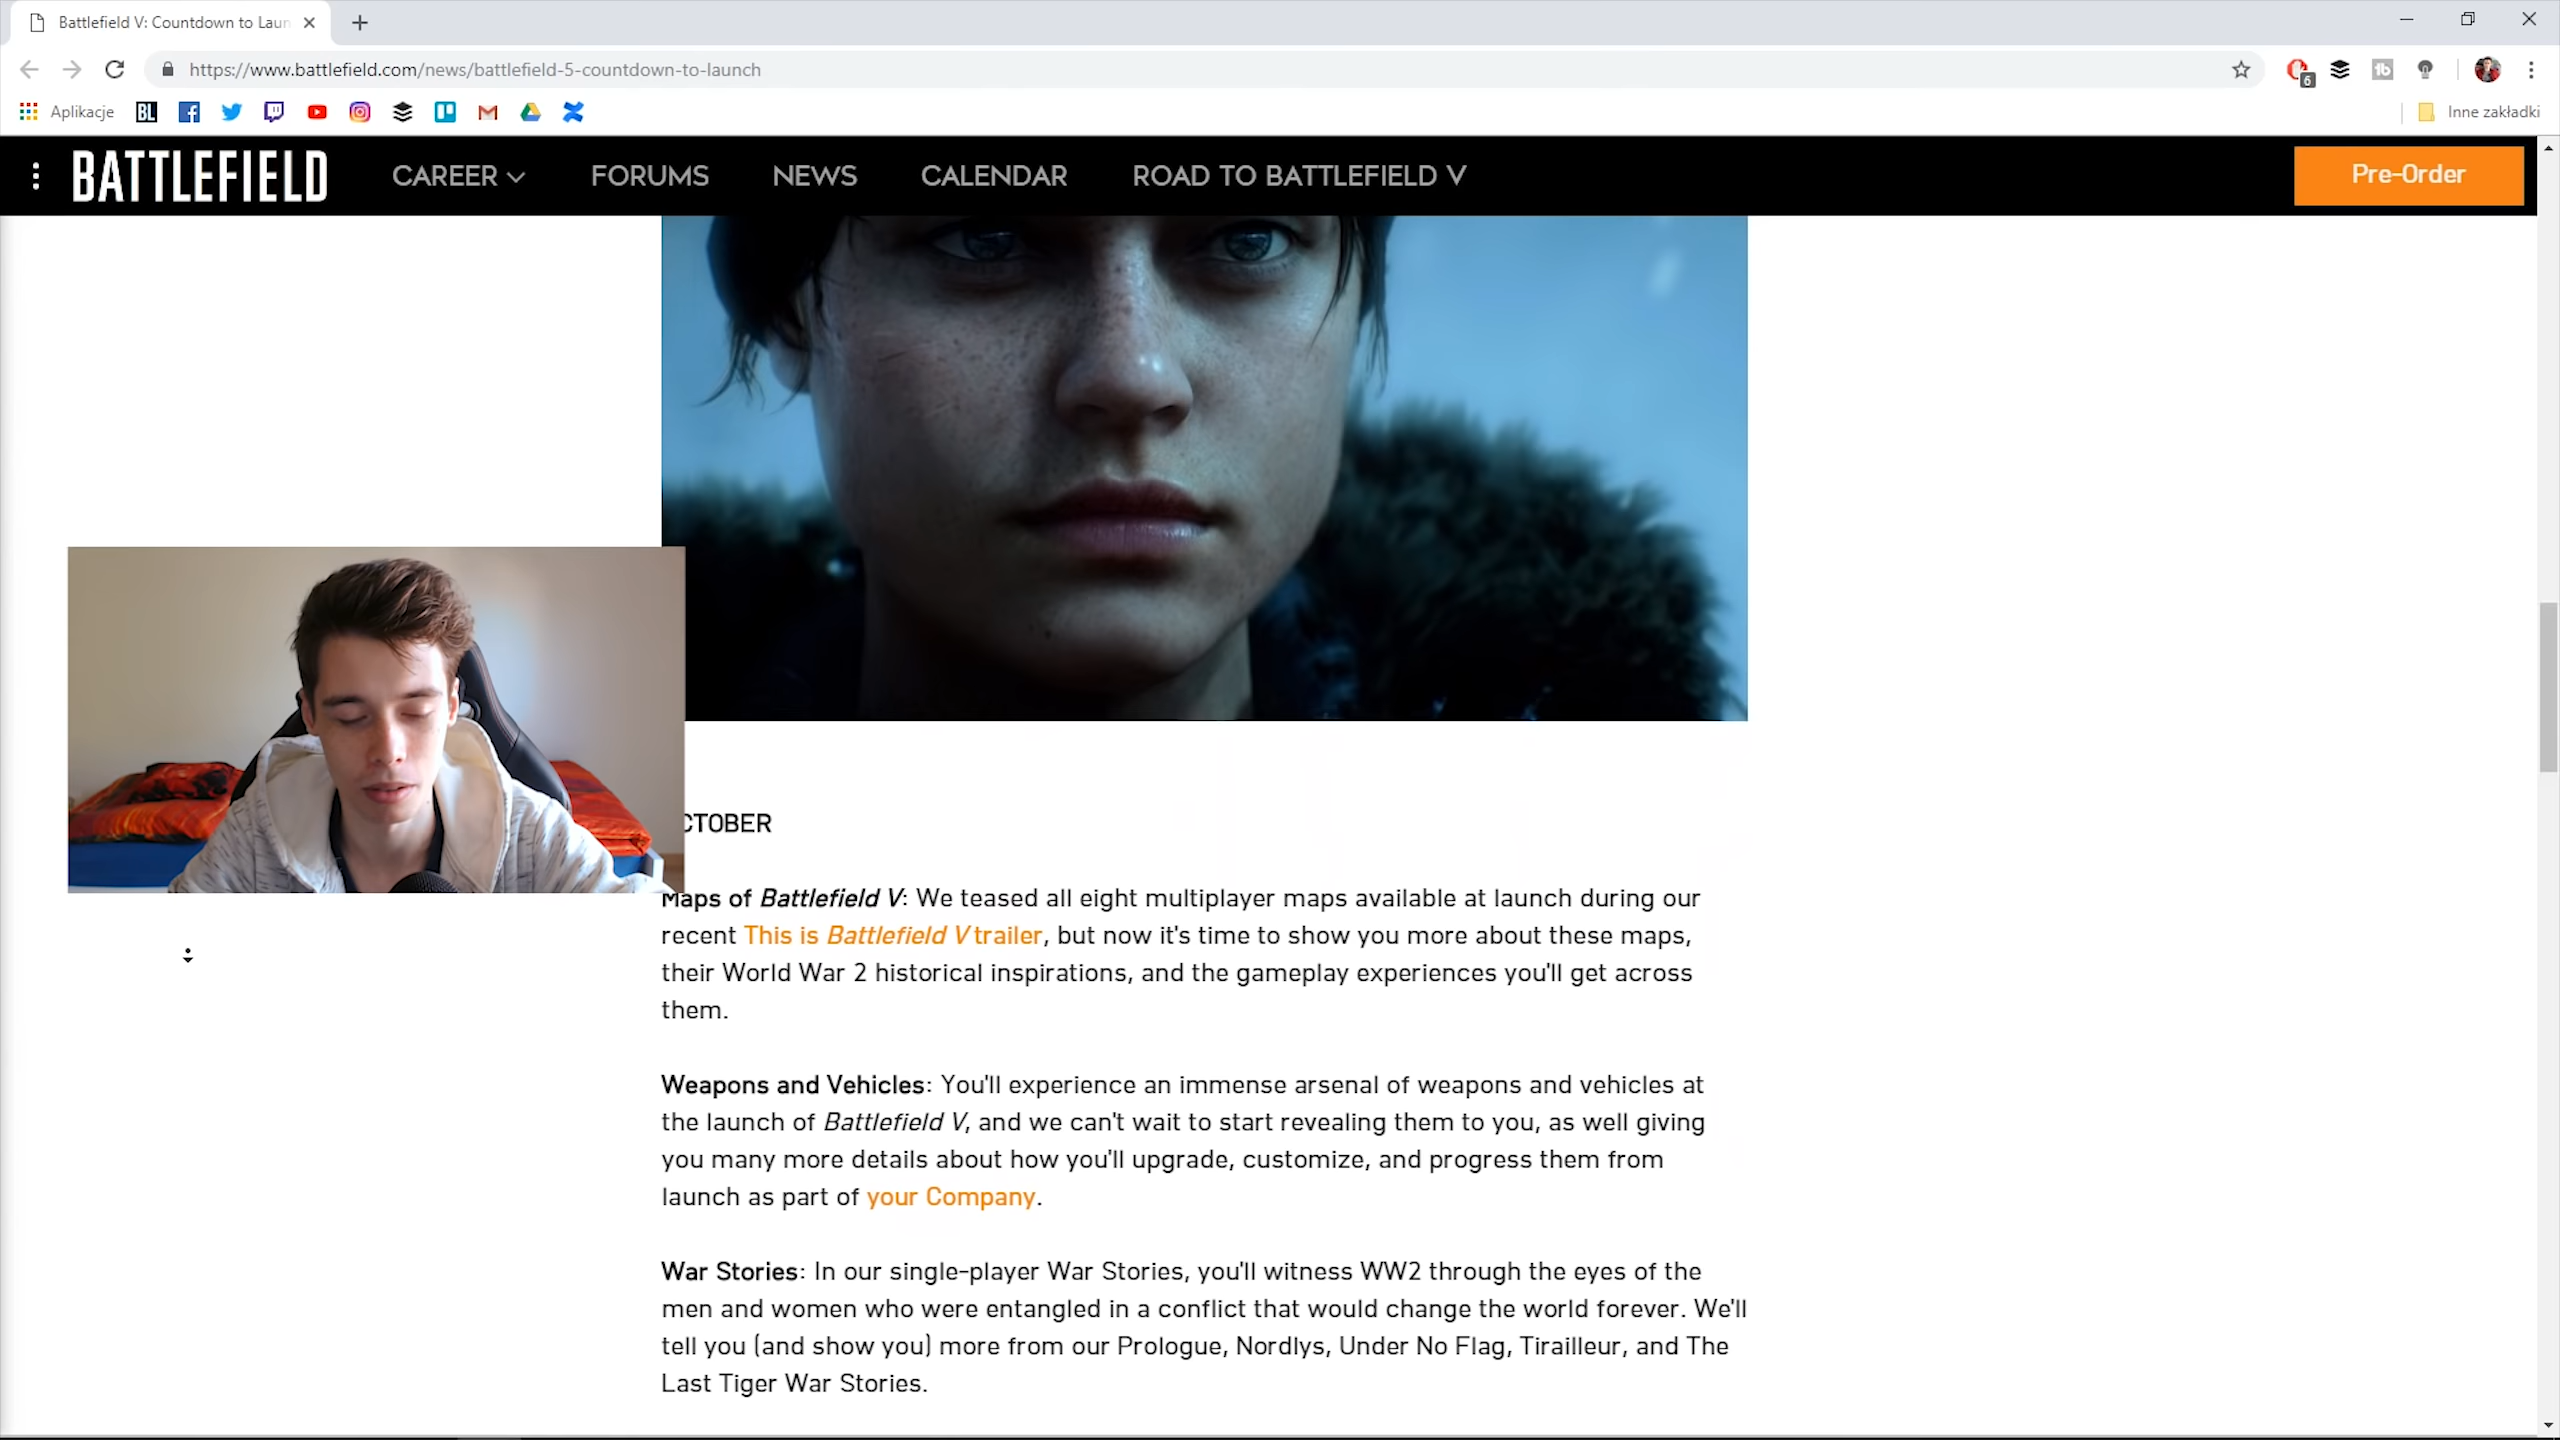 Battlefield V: Countdown to Laun
https://www.battlefield.com/news/battlefield-5-countdown-to-launch
6
Aplikacje
BL
Inne zakładki
BATTLEFIELD
CAREER
FORUMS
NEWS
CALENDAR
ROAD TO BATTLEFIELD V
Pre-Order
CTOBER
Maps of Battlefield V: We teased all eight multiplayer maps available at launch during our
recent This is Battlefield V trailer, but now it's time to show you more about these maps,
their World War 2 historical inspirations, and the gameplay experiences you'll get across
them.
Weapons and Vehicles: You'll experience an immense arsenal of weapons and vehicles at
the launch of Battlefield V, and we can't wait to start revealing them to you, as well giving
you many more details about how you'll upgrade, customize, and progress them from
launch as part of your Company.
War Stories: In our single-player War Stories, you'll witness WW2 through the eyes of the
men and women who were entangled in a conflict that would change the world forever. We'll
tell you (and show you) more from our Prologue, Nordlys, Under No Flag, Tirailleur, and The
Last Tiger War Stories.